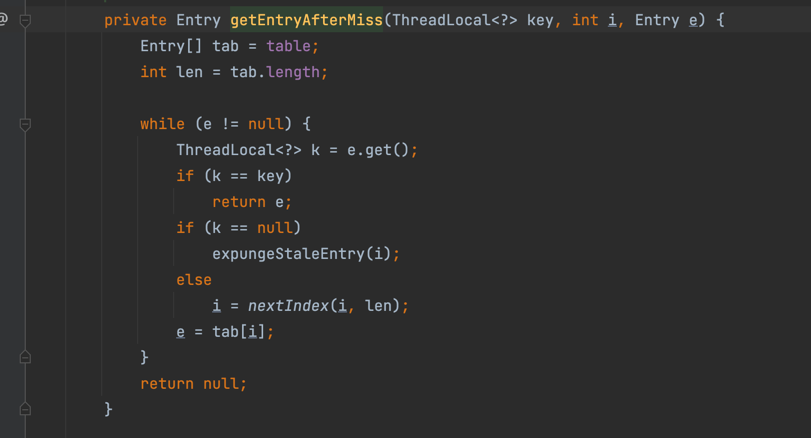 private Entry getEntryAfterMiss(ThreadLocal<?> key, int i, Entry e) {
Entry[] tab = table;
int len = tab.length;
while (e != null) {
ThreadLocal<?> k = e.get();
if (k == key)
return e;
if (k == null)
expungeStaleEntry(i);
else
i = nextIndex(i, len);
e = tab[i];
}
return null;
}